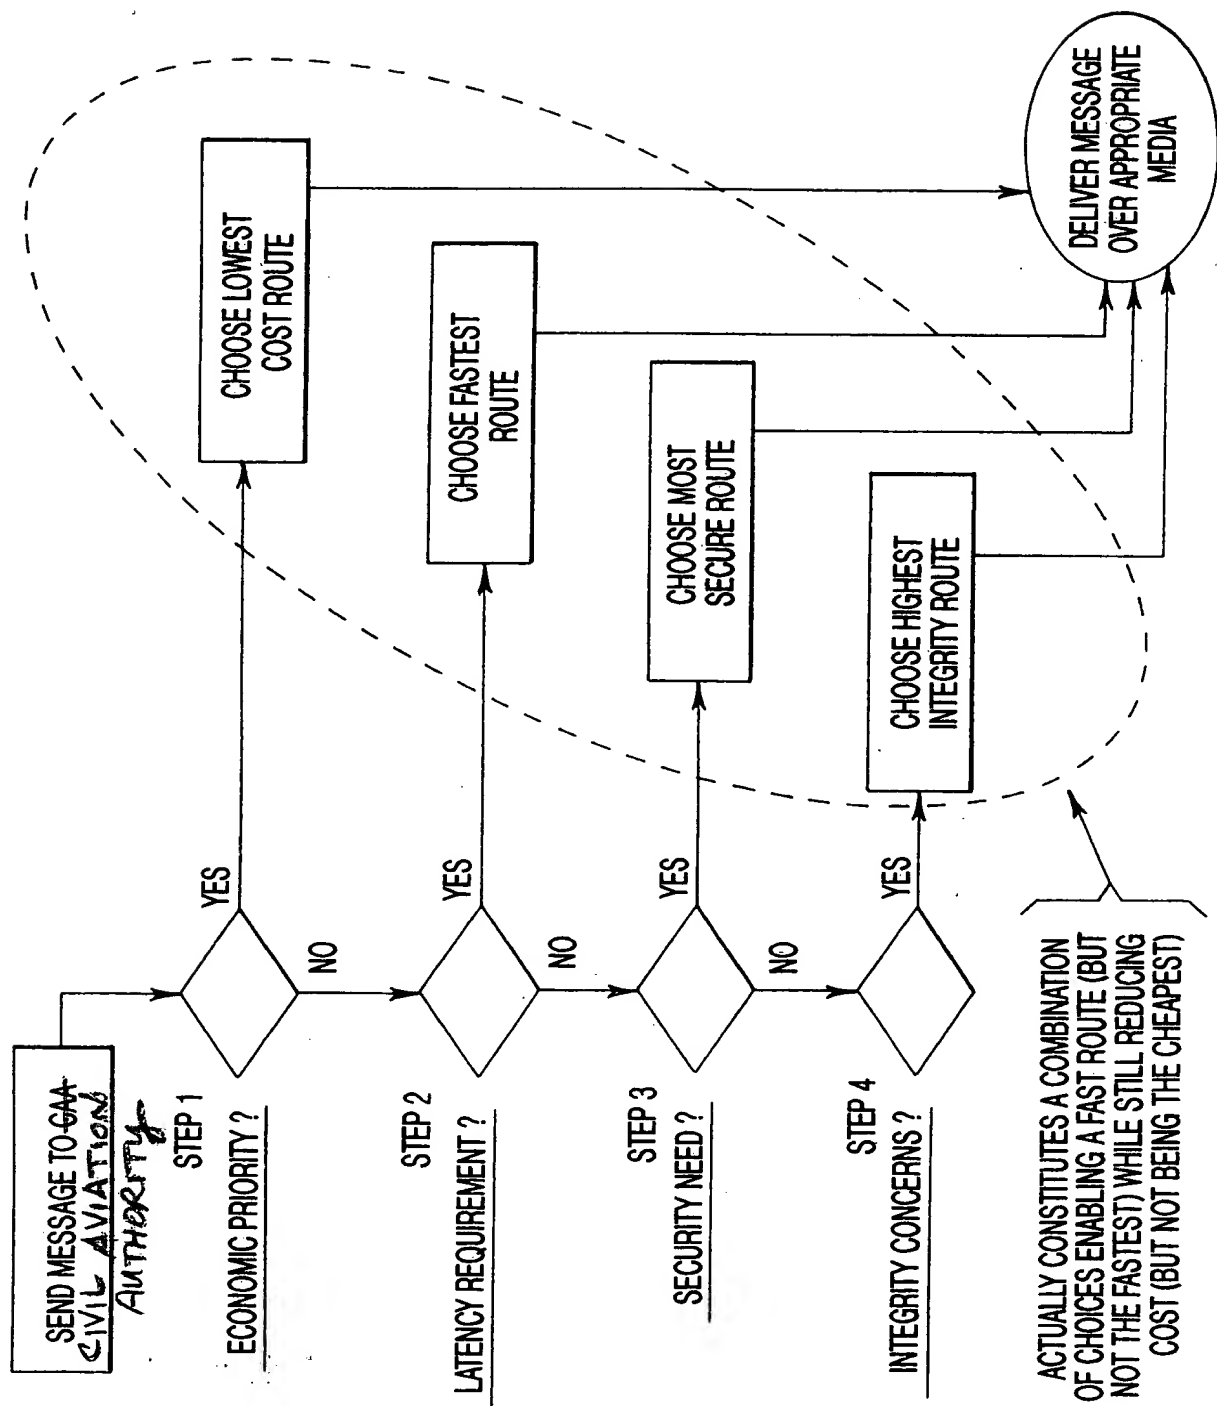 SEND MESSAGE TO CAA
CIVIL AVIATION
AUTHORITY
STEP 1
ECONOMIC PRIORITY ?
YES
NO
CHOOSE LOWEST
COST ROUTE
STEP 2
LATENCY REQUIREMENT ?
YES
NO
CHOOSE FASTEST
ROUTE
STEP 3
SECURITY NEED ?
YES
NO
CHOOSE MOST
SECURE ROUTE
STEP 4
INTEGRITY CONCERNS ?
YES
CHOOSE HIGHEST
INTEGRITY ROUTE
DELIVER MESSAGE
OVER APPROPRIATE
MEDIA
ACTUALLY CONSTITUTES A COMBINATION
OF CHOICES ENABLING A FAST ROUTE (BUT
NOT THE FASTEST) WHILE STILL REDUCING
COST (BUT NOT BEING THE CHEAPEST)